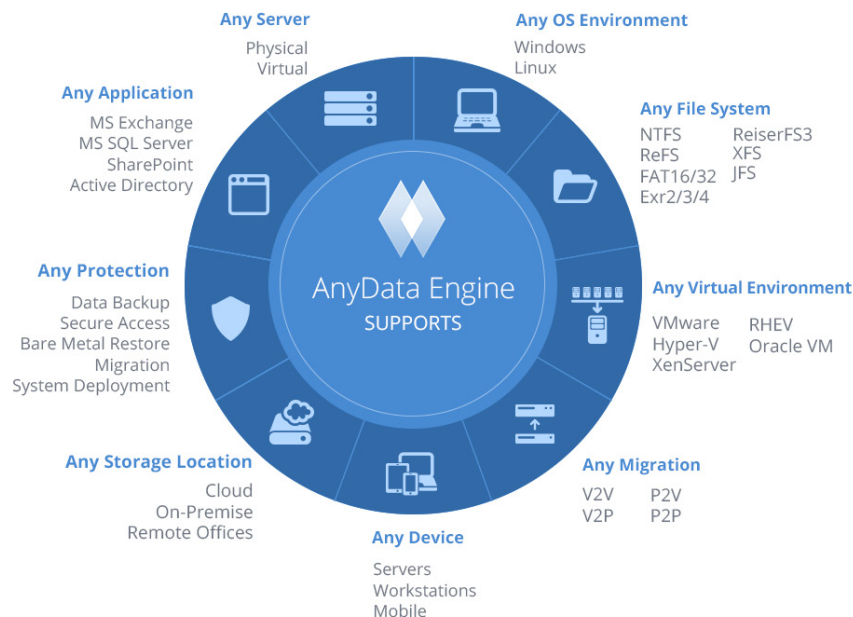 Any Server
Physical
Virtual
Any OS Environment
Windows
Linux
Any Application
MS Exchange
MS SQL Server
SharePoint
Active Directory
Any File System
NTFS
ReFS
FAT16/32
Exr2/3/4
ReiserFS3
XFS
JFS
AnyData Engine
SUPPORTS
Any Protection
Data Backup
Secure Access
Bare Metal Restore
Migration
System Deployment
Any Virtual Environment
VMware
Hyper-V
XenServer
RHEV
Oracle VM
Any Storage Location
Cloud
On-Premise
Remote Offices
Any Migration
V2V
V2P
P2V
P2P
Any Device
Servers
Workstations
Mobile